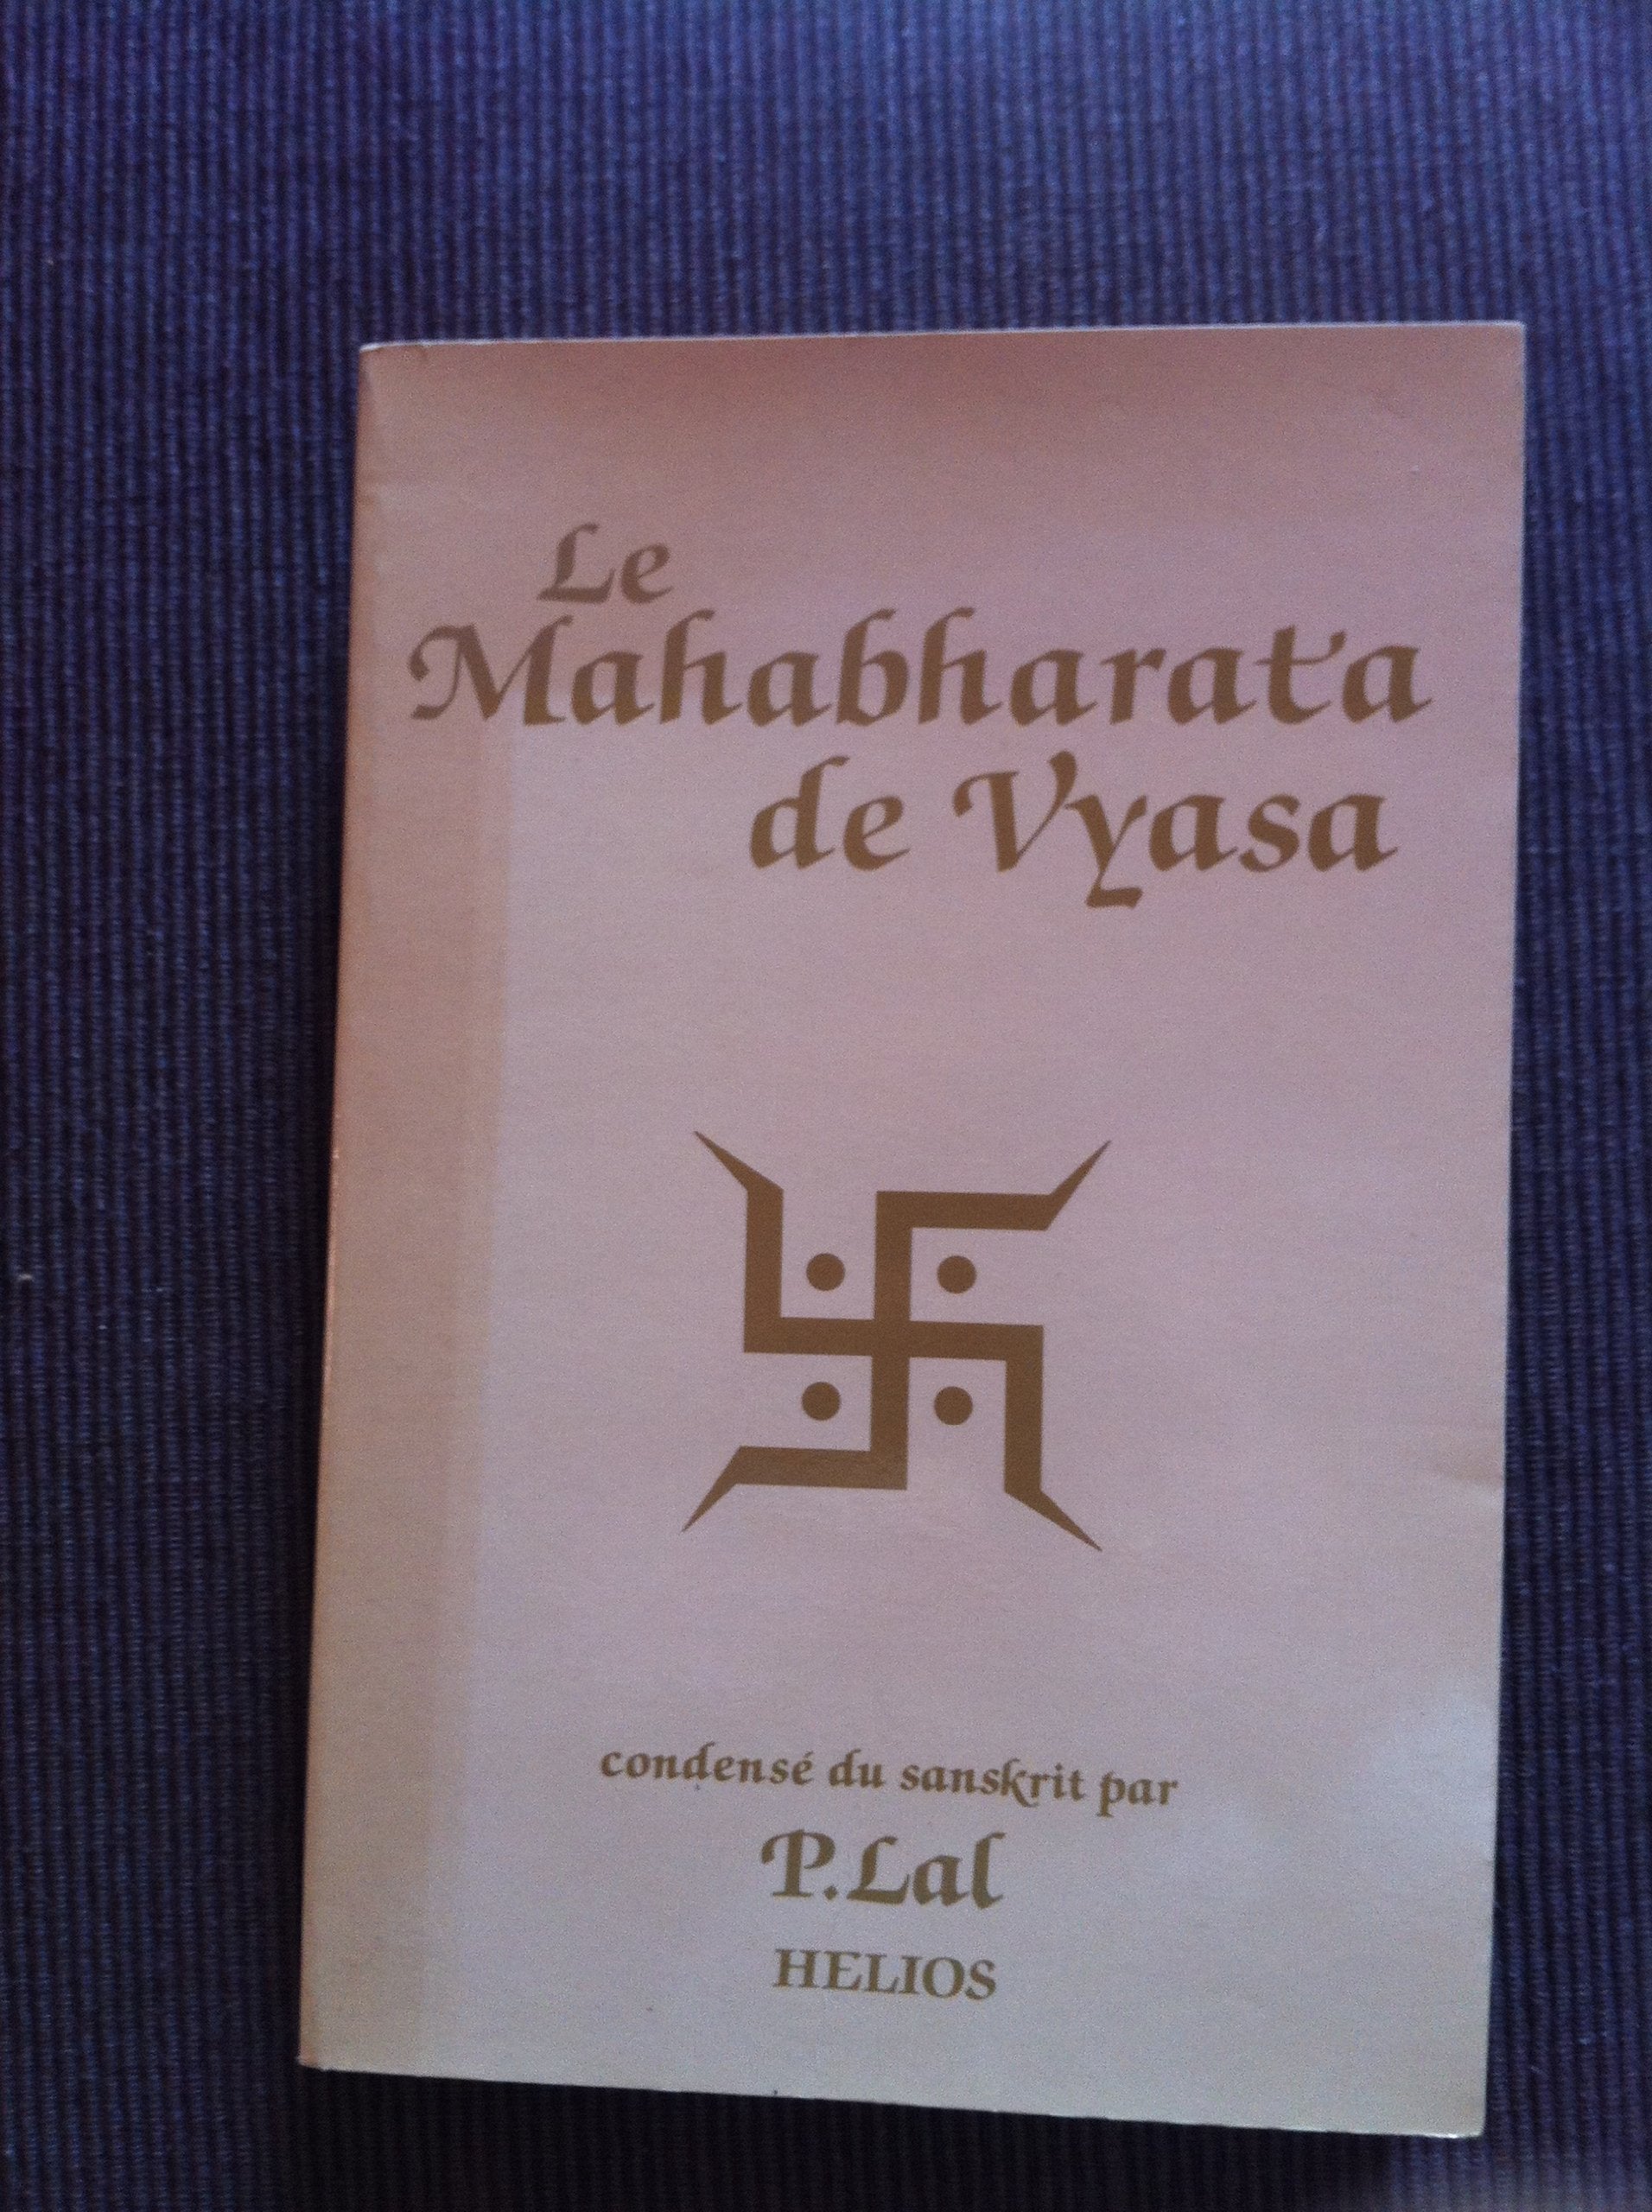 Le
Mahabharata
de Vyasa
condensé du sanskrit par
P. Lal
HELIOS